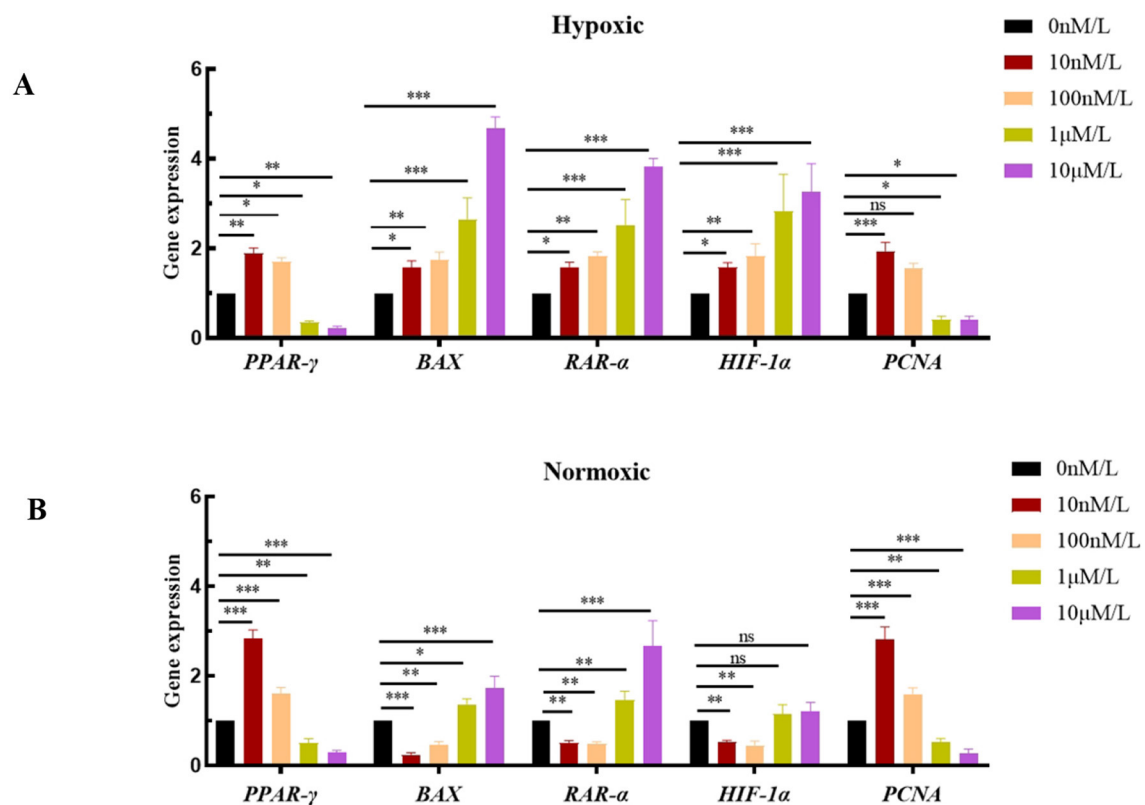 A
Hypoxic
Gene expression
6
4
2
0
** * * **
* ** *** ***
* ** *** ***
* ** *** ***
*** ns * *
PPAR-γ BAX RAR-α HIF-1α PCNA
0nM/L
10nM/L
100nM/L
1μM/L
10μM/L
B
Normoxic
Gene expression
6
4
2
0
*** *** ** ***
*** ** * ***
** ** ** ***
** ** ns ns
*** *** ** ***
PPAR-γ BAX RAR-α HIF-1α PCNA
0nM/L
10nM/L
100nM/L
1μM/L
10μM/L